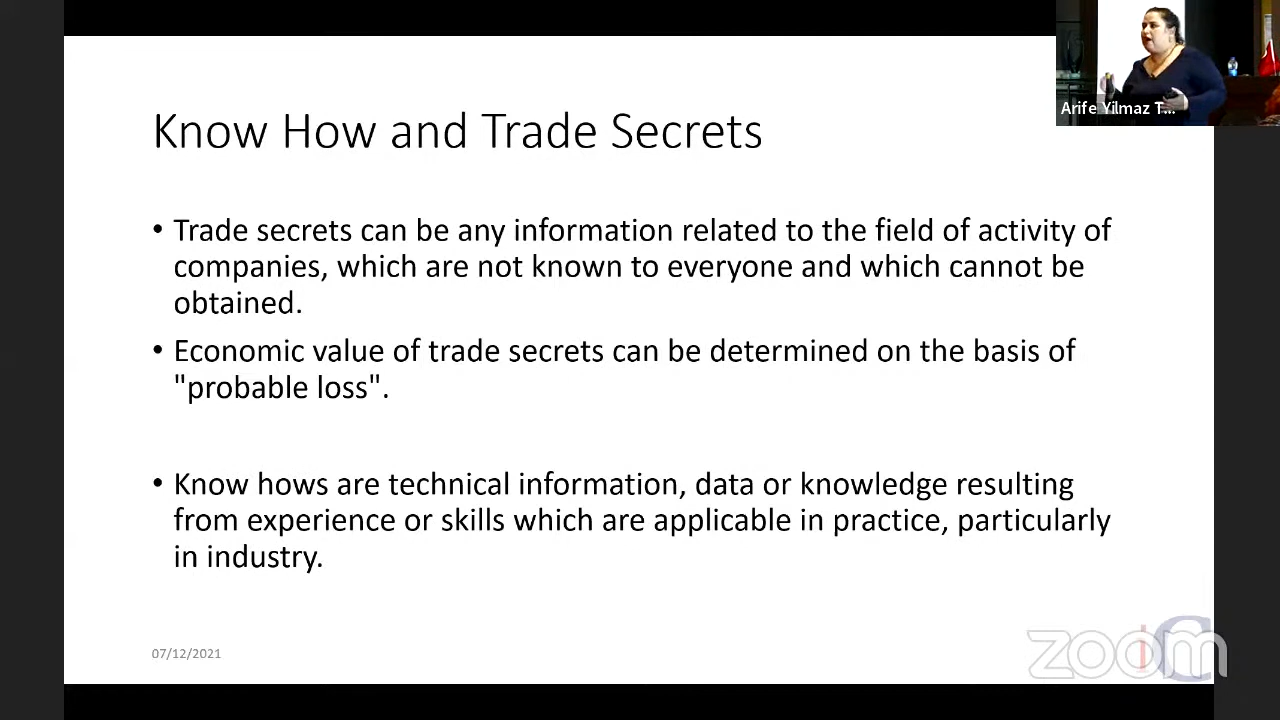 Arife Yilmaz T...
Know How and Trade Secrets
• Trade secrets can be any information related to the field of activity of
companies, which are not known to everyone and which cannot be
obtained.
• Economic value of trade secrets can be determined on the basis of
"probable loss".
• Know hows are technical information, data or knowledge resulting
from experience or skills which are applicable in practice, particularly
in industry.
07/12/2021
zoom